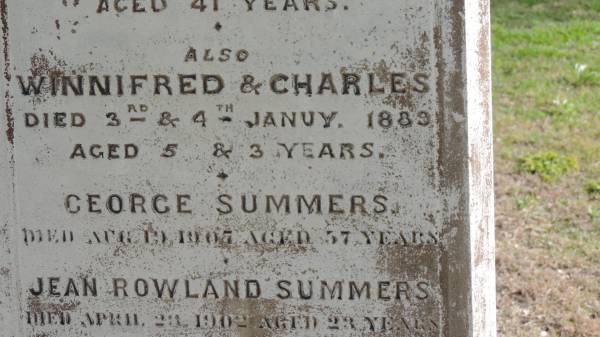 AGED 41 YEARS.
ALSO
WINNIFRED & CHARLES
DIED 3RD & 4TH JANUY. 1883
AGED 5 & 3 YEARS.
GEORGE SUMMERS.
DIED AUG. 19, 1907 AGED 57 YEARS
JEAN ROWLAND SUMMERS
DIED APRIL 23, 1902 AGED 23 YEARS